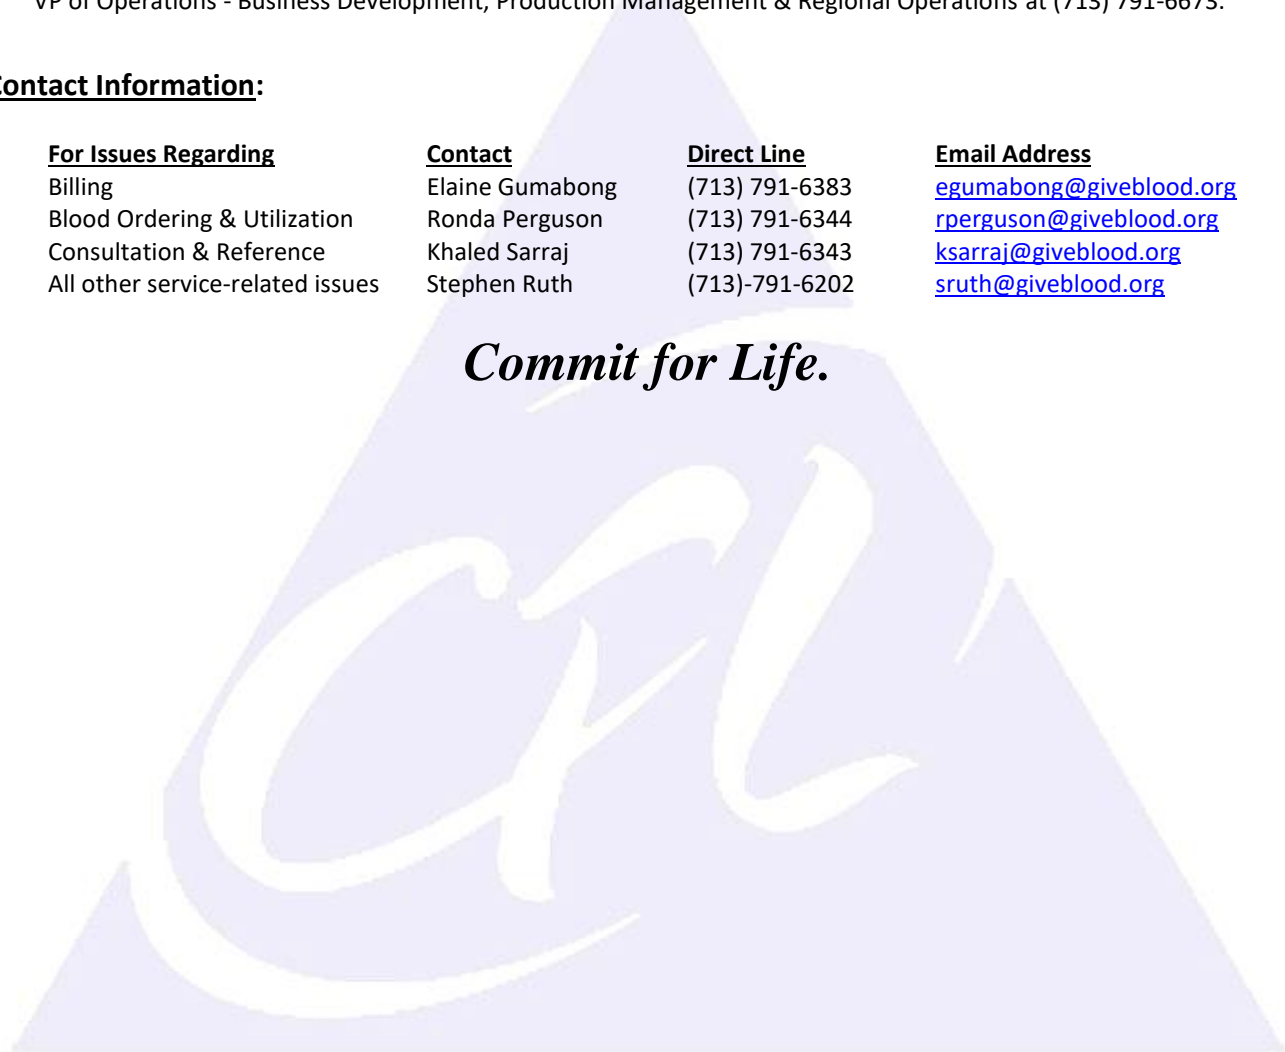 VP of Operations - Business Development, Production Management & Regional Operations at (713) 791-6673.
Contact Information:
For Issues Regarding Contact Direct Line Email Address
Billing Elaine Gumabong (713) 791-6383 egumabong@giveblood.org
Blood Ordering & Utilization Ronda Perguson (713) 791-6344 rperguson@giveblood.org
Consultation & Reference Khaled Sarraj (713) 791-6343 ksarraj@giveblood.org
All other service-related issues Stephen Ruth (713)-791-6202 sruth@giveblood.org
Commit for Life.
CFL